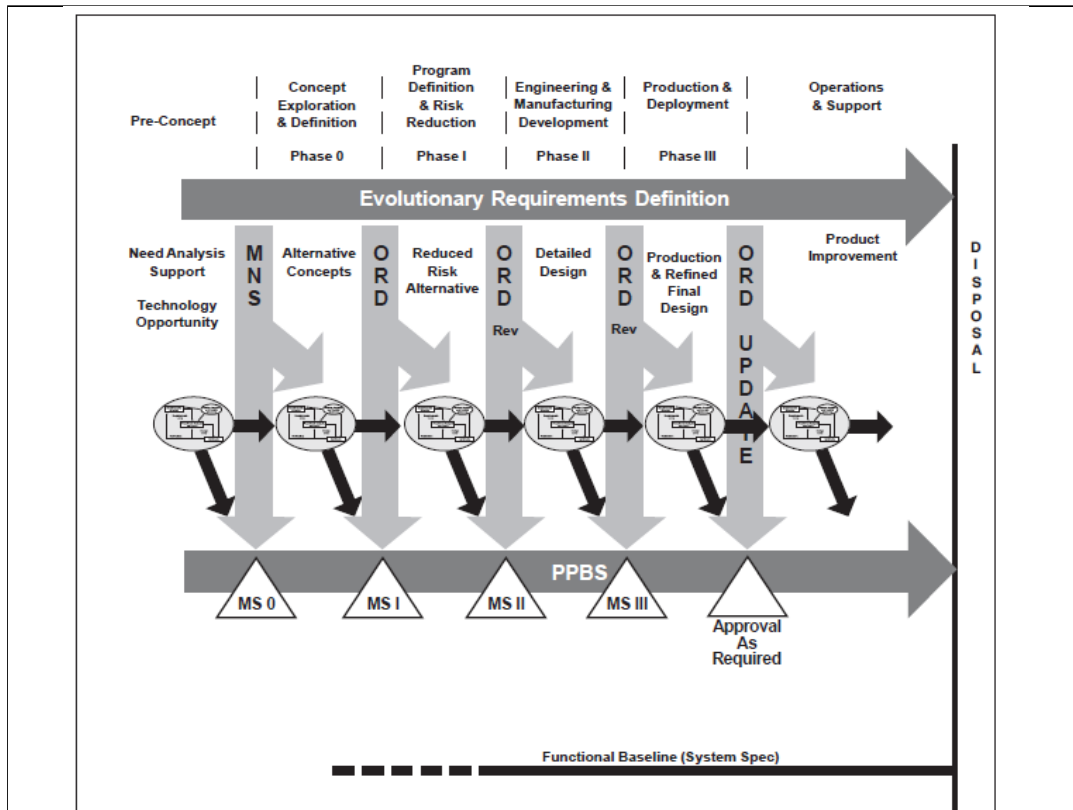 Pre-Concept
Concept
Exploration
& Definition
Program
Definition
& Risk
Reduction
Engineering &
Manufacturing
Development
Production &
Deployment
Operations
& Support
Phase 0
Phase I
Phase II
Phase III
Evolutionary Requirements Definition
Need Analysis
Support
Technology
Opportunity
MNS
Alternative
Concepts
ORD
Reduced
Risk
Alternative
ORD
Rev
Detailed
Design
ORD
Rev
Production
& Refined
Final
Design
ORD UPDATE
Product
Improvement
DISPOSAL
PPBS
MS 0
MS I
MS II
MS III
Approval
As
Required
Functional Baseline (System Spec)